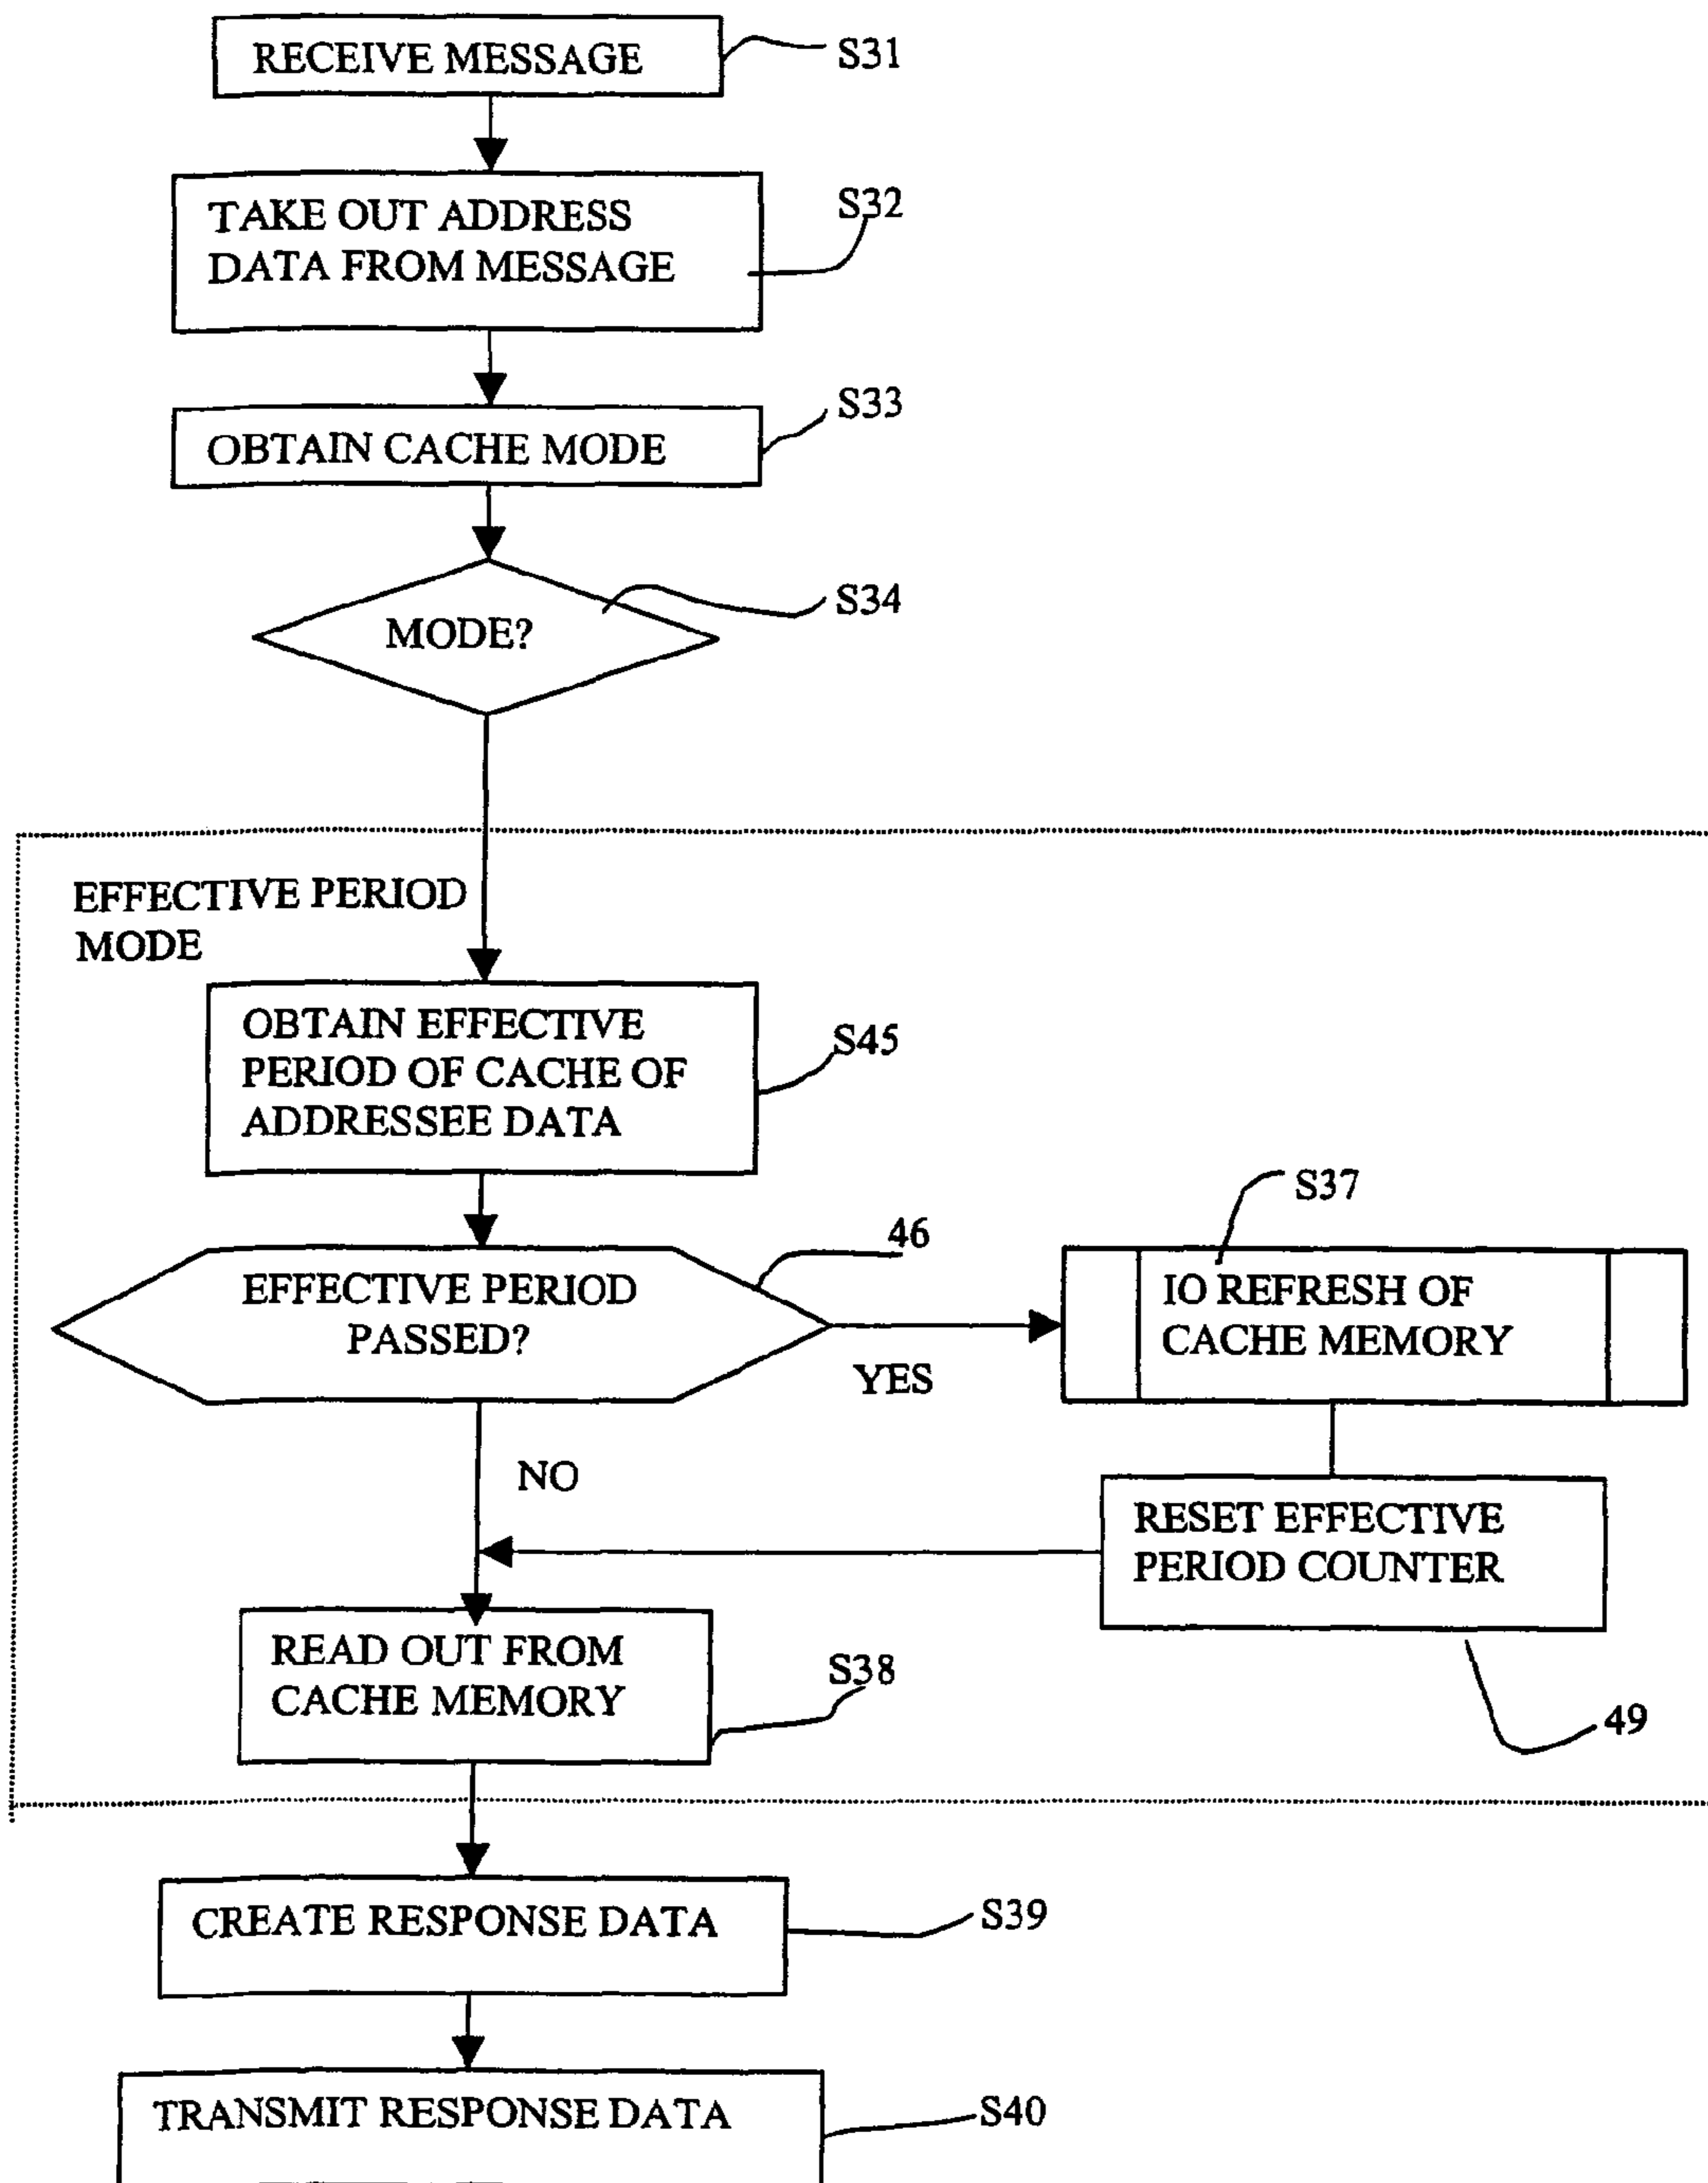 RECEIVE MESSAGE
S31
TAKE OUT ADDRESS
DATA FROM MESSAGE
S32
OBTAIN CACHE MODE
S33
MODE?
S34
EFFECTIVE PERIOD
MODE
OBTAIN EFFECTIVE
PERIOD OF CACHE OF
ADDRESSEE DATA
S45
EFFECTIVE PERIOD
PASSED?
46
YES
S37
IO REFRESH OF
CACHE MEMORY
NO
RESET EFFECTIVE
PERIOD COUNTER
49
READ OUT FROM
CACHE MEMORY
S38
CREATE RESPONSE DATA
S39
TRANSMIT RESPONSE DATA
S40